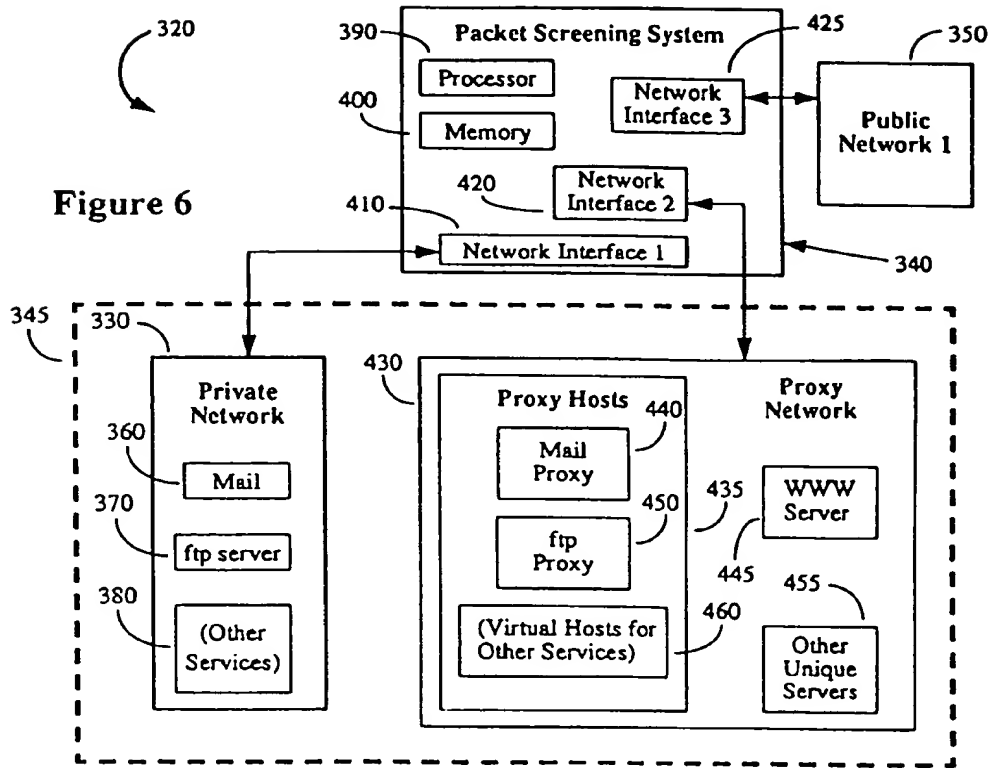 320
390
Packet Screening System
425
350
Processor
Network
Interface 3
Public
Network 1
400
Memory
Figure 6
420
Network
Interface 2
410
Network Interface 1
340
345
330
430
Private
Network
Proxy Hosts
Proxy
Network
440
360
Mail
Mail
Proxy
WWW
Server
435
450
370
ftp server
ftp
Proxy
445
455
380
(Other
Services)
(Virtual Hosts for
Other Services)
460
Other
Unique
Servers